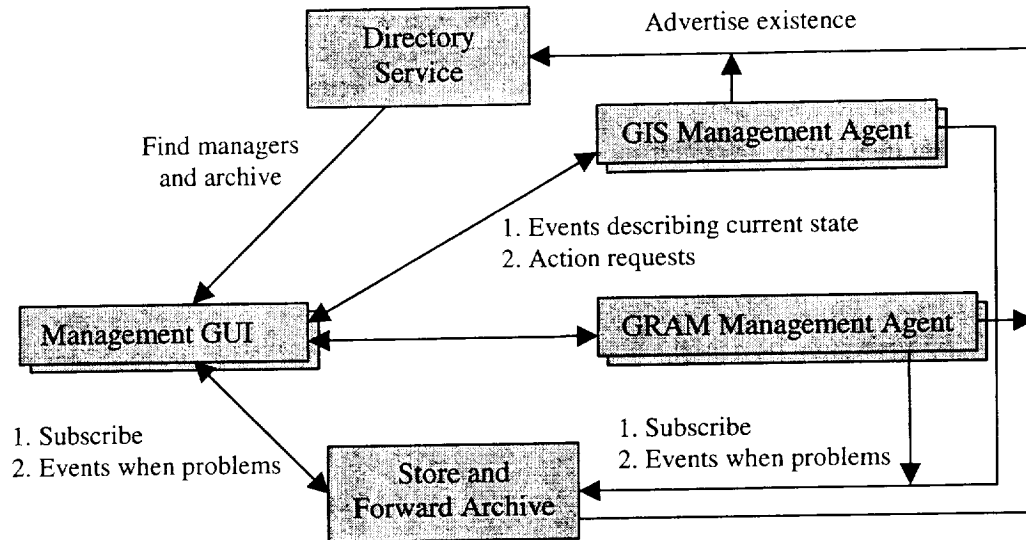 Advertise existence
Directory
Service
GIS Management Agent
Find managers
and archive
1. Events describing current state
2. Action requests
Management GUI
GRAM Management Agent
1. Subscribe
2. Events when problems
1. Subscribe
2. Events when problems
Store and
Forward Archive